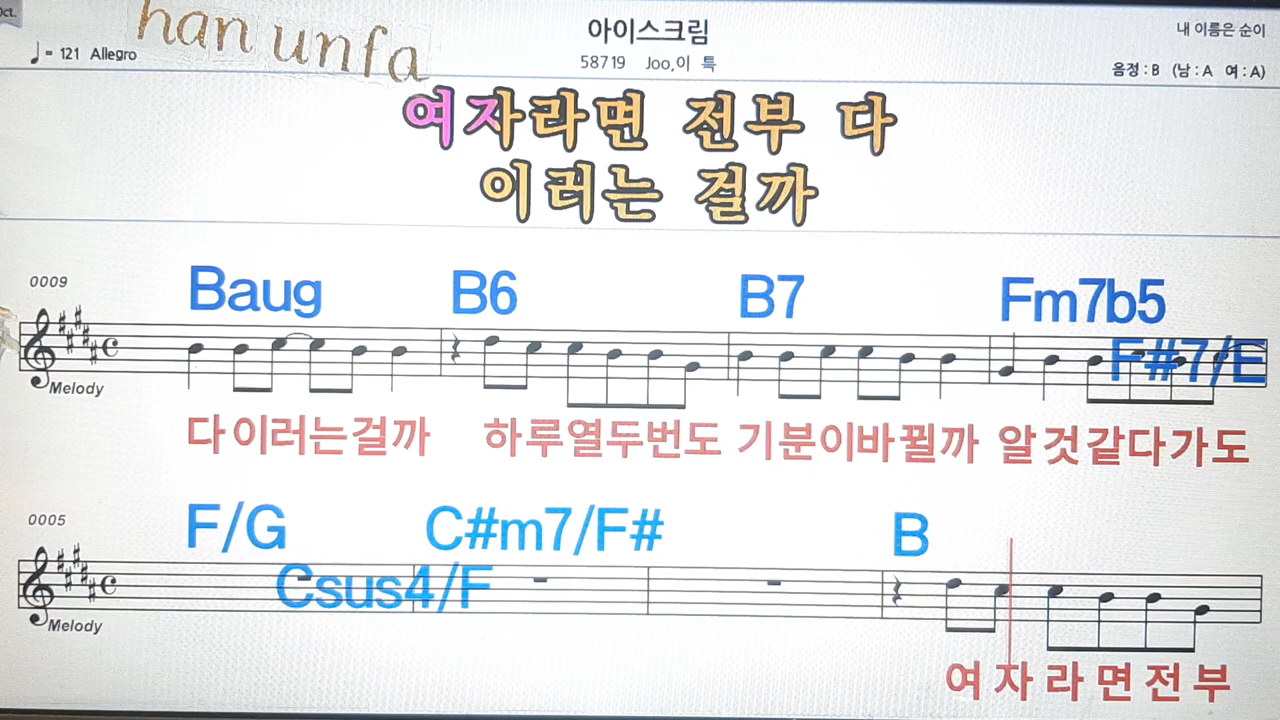 Oct.
han unfa
아이스크림
내 이름은 순이
♩= 121 Allegro
58719 Joo,이 특
음정 : B (남 : A 여 : A)
여자라면 전부 다
이러는 걸까
0009
Baug B6 B7 Fm7b5
F#7/E
Melody
다 이러는걸까 하루열두번도 기분이바뀔까 알것같다가도
0005
F/G C#m7/F# B
Csus4/F
Melody
여자라면전부